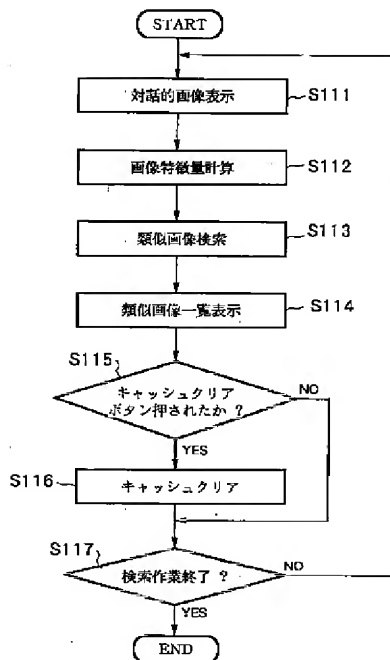 START
対話的画像表示
S111
画像特徴量計算
S112
類似画像検索
S113
類似画像一覧表示
S114
S115
キャッシュクリア
ボタン押されたか ?
NO
YES
S116
キャッシュクリア
S117
検索作業終了 ?
NO
YES
END